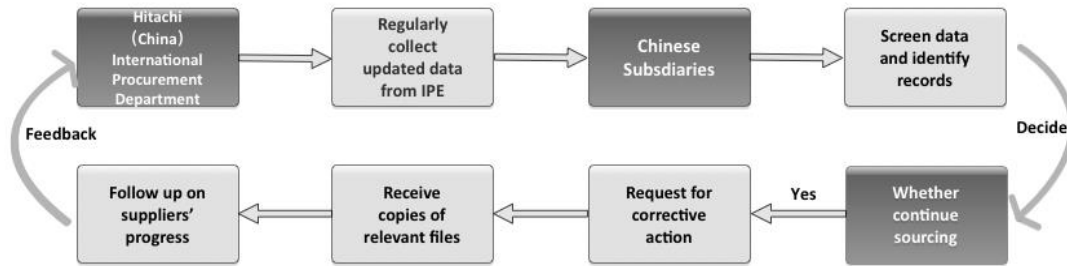 Hitachi
(China)
International
Procurement
Department
Regularly
collect
updated data
from IPE
Chinese
Subsdiaries
Screen data
and identify
records
Feedback
Decide
Follow up on
suppliers'
progress
Receive
copies of
relevant files
Request for
corrective
action
Yes
Whether
continue
sourcing